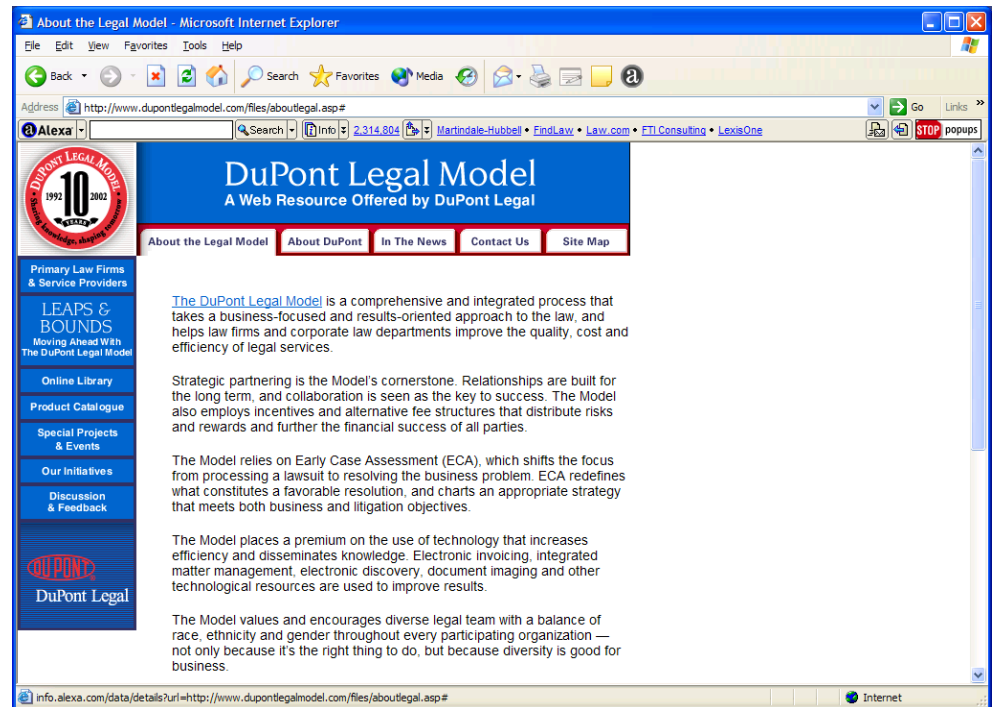 About the Legal Model - Microsoft Internet Explorer
File Edit View Favorites Tools Help
Back Search Favorites Media
Address http://www.dupontlegalmodel.com/files/aboutlegal.asp# Go Links »
Alexa Search Info 2,314,804 Martindale-Hubbell • FindLaw • Law.com • FTI Consulting • LexisOne STOP popups
DUPONT LEGAL MODEL
1992 10 2002
YEARS
Sharing knowledge, shaping tomorrow
DuPont Legal Model
A Web Resource Offered by DuPont Legal
About the Legal Model About DuPont In The News Contact Us Site Map
Primary Law Firms
& Service Providers
LEAPS &
BOUNDS
Moving Ahead With
The DuPont Legal Model
Online Library
Product Catalogue
Special Projects
& Events
Our Initiatives
Discussion
& Feedback
DU PONT
DuPont Legal
The DuPont Legal Model is a comprehensive and integrated process that
takes a business-focused and results-oriented approach to the law, and
helps law firms and corporate law departments improve the quality, cost and
efficiency of legal services.
Strategic partnering is the Model's cornerstone. Relationships are built for
the long term, and collaboration is seen as the key to success. The Model
also employs incentives and alternative fee structures that distribute risks
and rewards and further the financial success of all parties.
The Model relies on Early Case Assessment (ECA), which shifts the focus
from processing a lawsuit to resolving the business problem. ECA redefines
what constitutes a favorable resolution, and charts an appropriate strategy
that meets both business and litigation objectives.
The Model places a premium on the use of technology that increases
efficiency and disseminates knowledge. Electronic invoicing, integrated
matter management, electronic discovery, document imaging and other
technological resources are used to improve results.
The Model values and encourages diverse legal team with a balance of
race, ethnicity and gender throughout every participating organization —
not only because it's the right thing to do, but because diversity is good for
business.
info.alexa.com/data/details?url=http://www.dupontlegalmodel.com/files/aboutlegal.asp# Internet